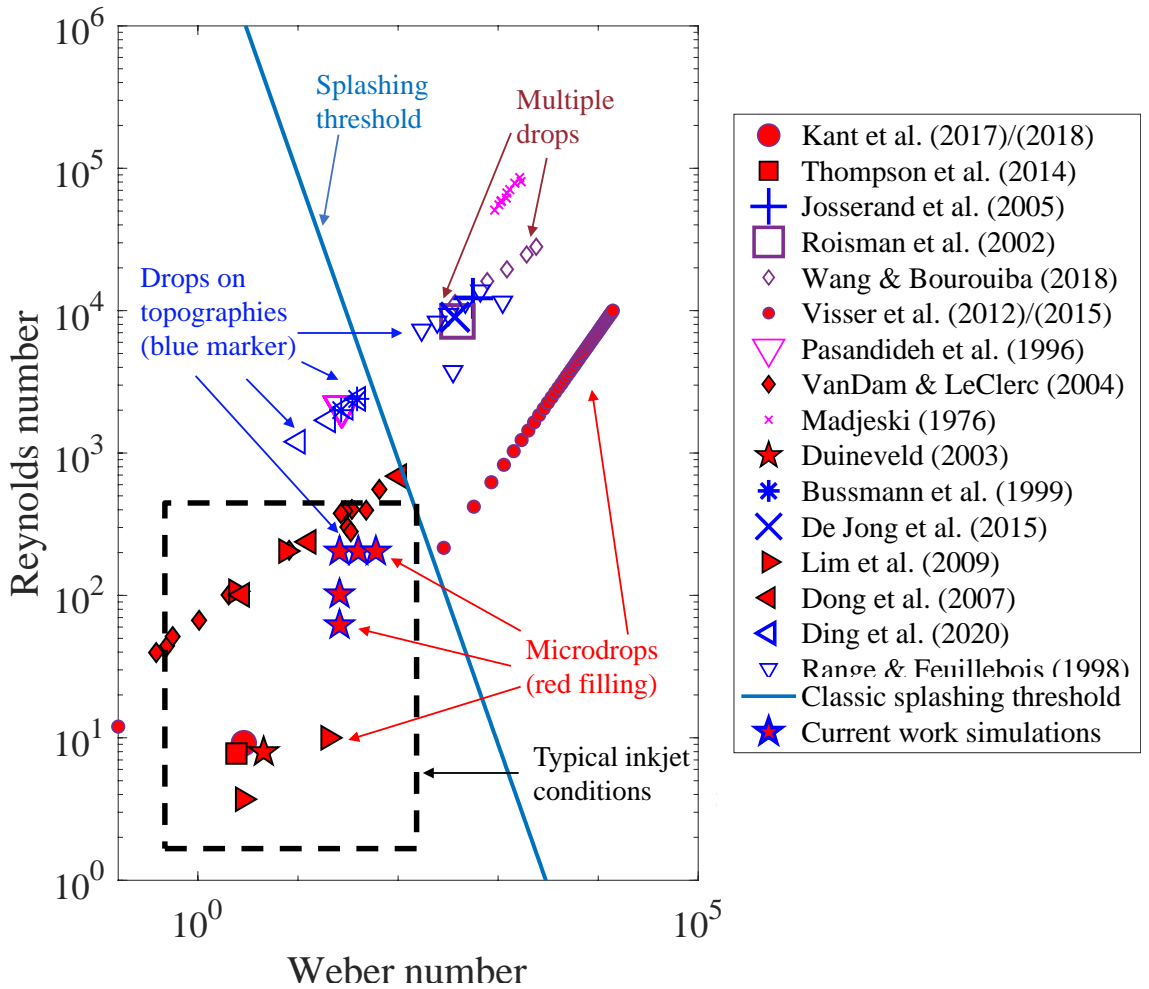 10^6
10^5
10^4
10^3
10^2
10^1
10^0
Reynolds number
10^0
10^5
Weber number
Splashing
threshold
Multiple
drops
Drops on
topographies
(blue marker)
Microdrops
(red filling)
Typical inkjet
conditions
Kant et al. (2017)/(2018)
Thompson et al. (2014)
Josserand et al. (2005)
Roisman et al. (2002)
Wang & Bourouiba (2018)
Visser et al. (2012)/(2015)
Pasandideh et al. (1996)
VanDam & LeClerc (2004)
Madjeski (1976)
Duineveld (2003)
Bussmann et al. (1999)
De Jong et al. (2015)
Lim et al. (2009)
Dong et al. (2007)
Ding et al. (2020)
Range & Feuillebois (1998)
Classic splashing threshold
Current work simulations